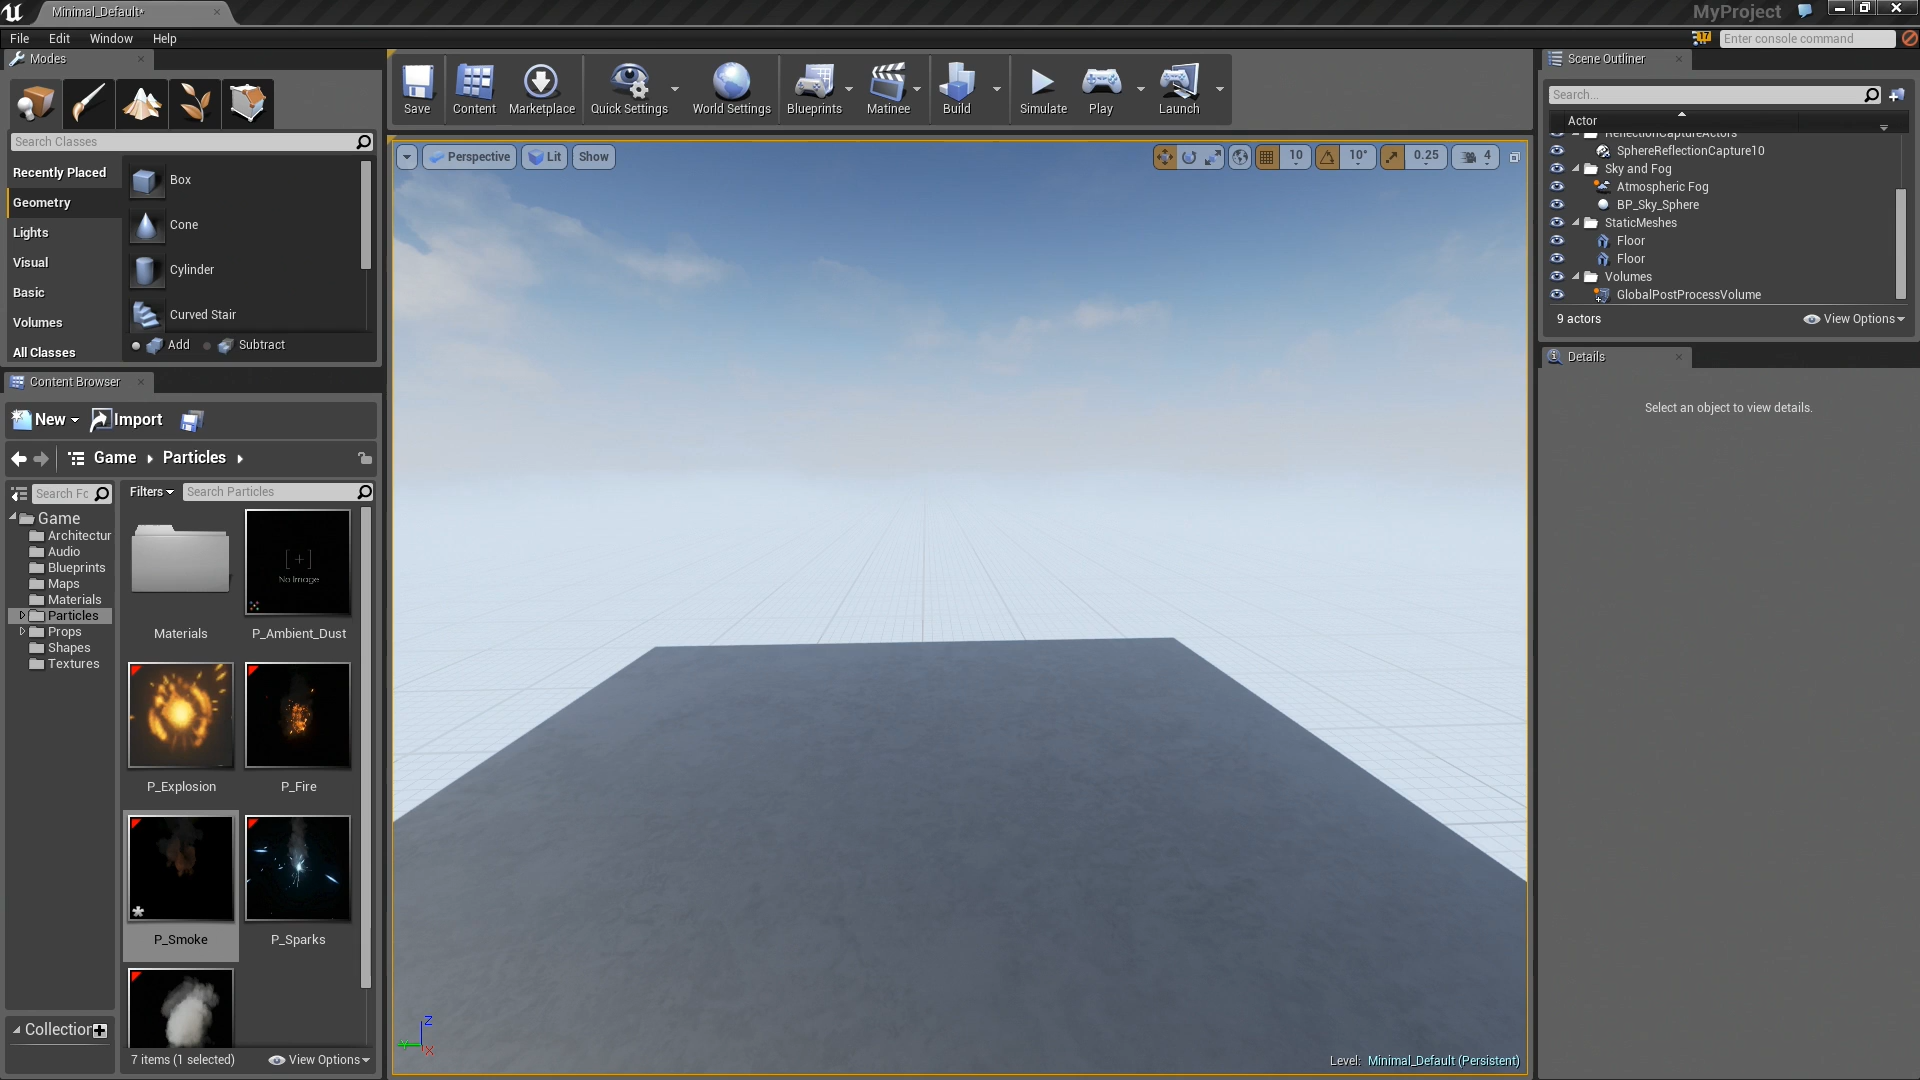 Minimal_Default*
MyProject
File Edit Window Help
17
Enter console command
Modes
Search Classes
Recently Placed
Geometry
Lights
Visual
Basic
Volumes
All Classes
Box
Cone
Cylinder
Curved Stair
Add Subtract
Save
Content
Marketplace
Quick Settings
World Settings
Blueprints
Matinee
Build
Simulate
Play
Launch
Perspective Lit Show
10 10° 0.25 4
Scene Outliner
Search...
Actor
ReflectionCaptureActors
SphereReflectionCapture10
Sky and Fog
Atmospheric Fog
BP_Sky_Sphere
StaticMeshes
Floor
Floor
Volumes
GlobalPostProcessVolume
9 actors View Options
Details
Select an object to view details.
Content Browser
New Import
Game Particles
Search Fc
Filters Search Particles
Game
Architectur
Audio
Blueprints
Maps
Materials
Particles
Props
Shapes
Textures
Collection
Materials
No Image
P_Ambient_Dust
P_Explosion
P_Fire
P_Smoke
P_Sparks
7 items (1 selected) View Options
Z
Y
X
Level: Minimal_Default (Persistent)